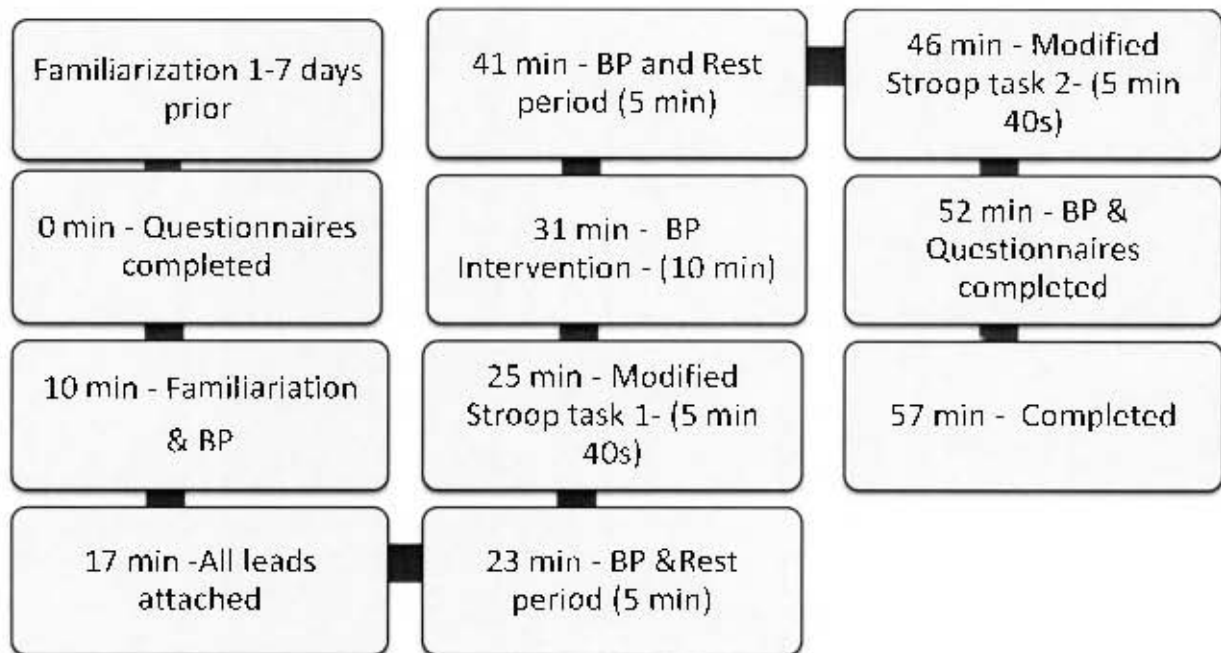 Familiarization 1-7 days
prior
0 min - Questionnaires
completed
10 min - Familiariation
& BP
17 min -All leads
attached
23 min - BP &Rest
period (5 min)
25 min - Modified
Stroop task 1- (5 min
40s)
31 min -  BP
Intervention - (10 min)
41 min - BP and Rest
period (5 min)
46 min - Modified
Stroop task 2- (5 min
40s)
52 min - BP &
Questionnaires
completed
57 min -  Completed